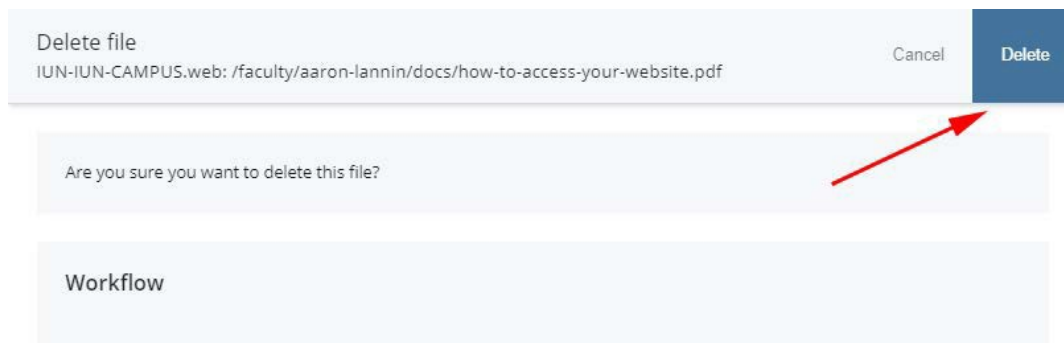 Delete file
IUN-IUN-CAMPUS.web: /faculty/aaron-lannin/docs/how-to-access-your-website.pdf
Cancel
Delete
Are you sure you want to delete this file?
Workflow